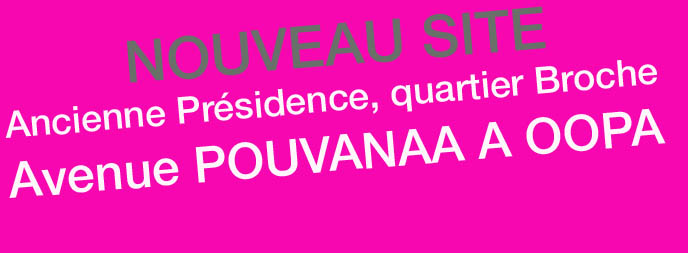 NOUVEAU SITE
Ancienne Présidence, quartier Broche
Avenue POUVANAA A OOPA